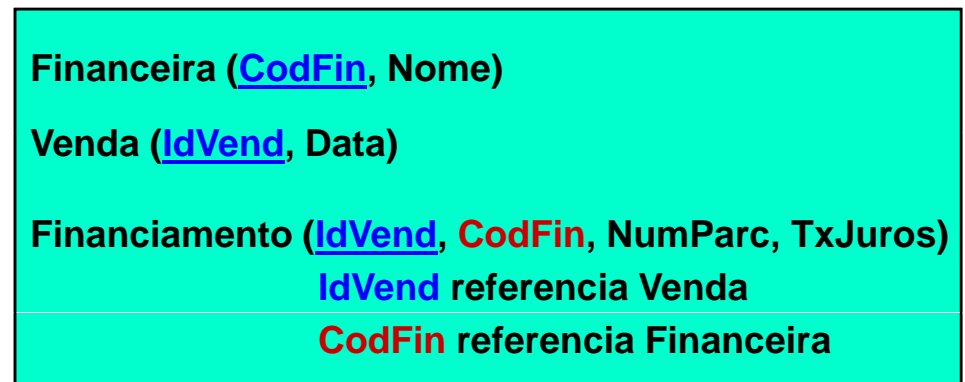 Financeira (CodFin, Nome)
Venda (IdVend, Data)
Financiamento (IdVend, CodFin, NumParc, TxJuros)
IdVend referencia Venda
CodFin referencia Financeira